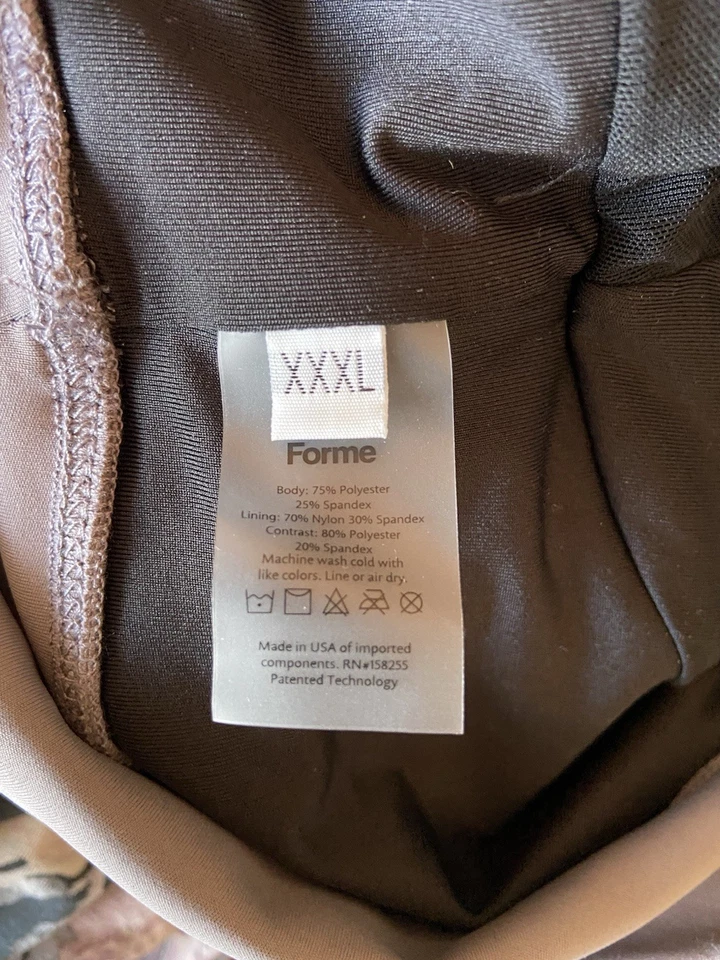 XXXL
Forme
Body: 75% Polyester
25% Spandex
Lining: 70% Nylon 30% Spandex
Contrast: 80% Polyester
20% Spandex
Machine wash cold with
like colors. Line or air dry.
Made in USA of imported
components. RN#158255
Patented Technology